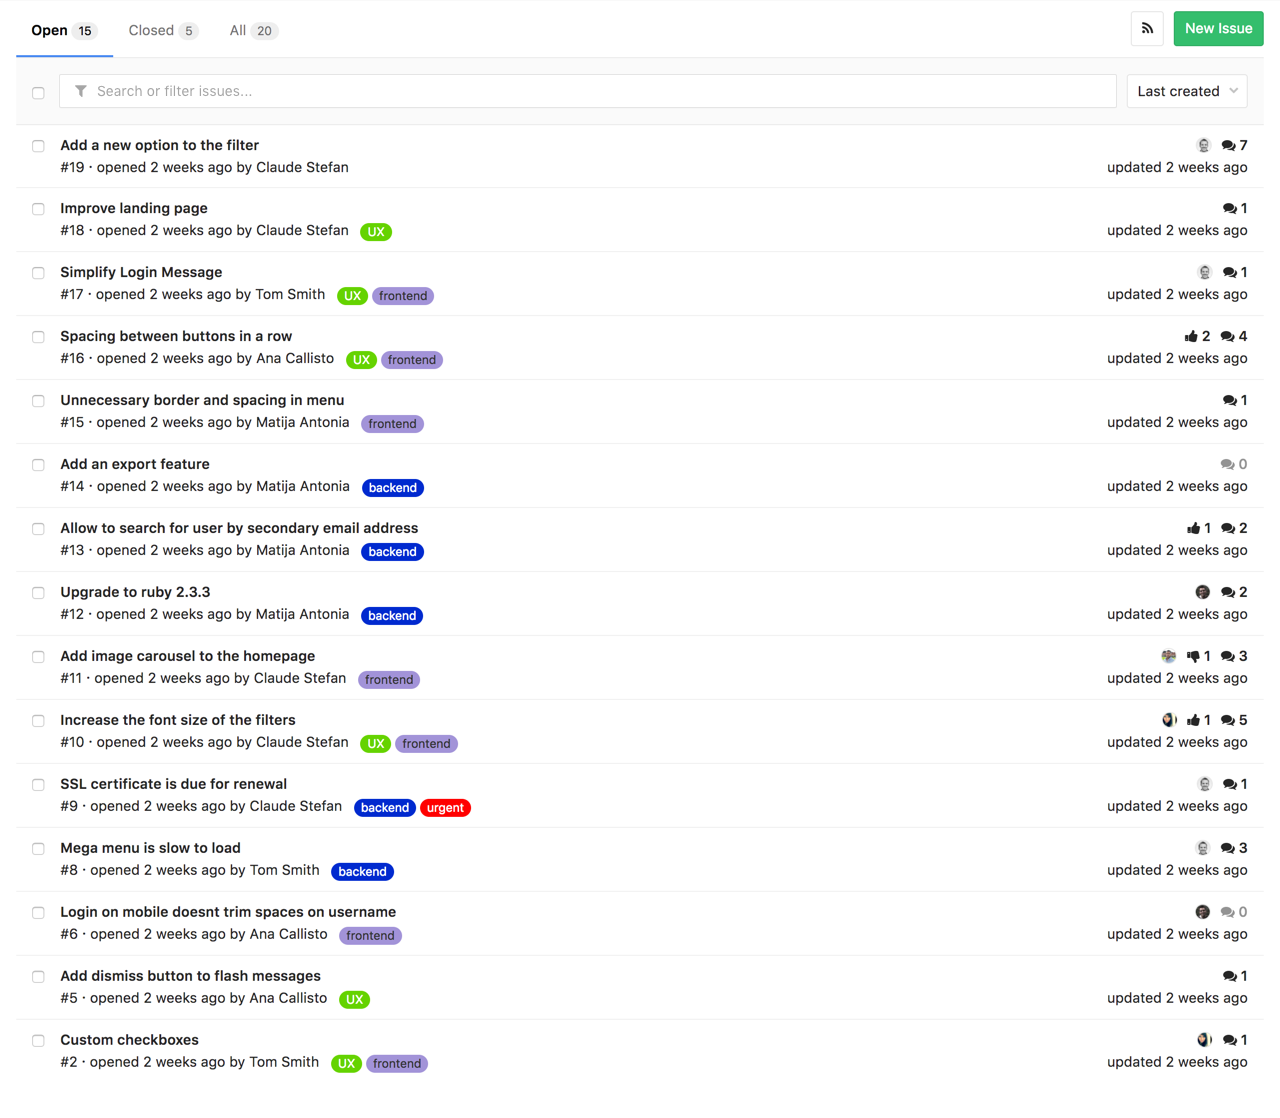 Open 15 Closed 5 All 20 New Issue
Search or filter issues... Last created
Add a new option to the filter 7
#19 · opened 2 weeks ago by Claude Stefan updated 2 weeks ago
Improve landing page 1
#18 · opened 2 weeks ago by Claude Stefan UX updated 2 weeks ago
Simplify Login Message 1
#17 · opened 2 weeks ago by Tom Smith UX frontend updated 2 weeks ago
Spacing between buttons in a row 2 4
#16 · opened 2 weeks ago by Ana Callisto UX frontend updated 2 weeks ago
Unnecessary border and spacing in menu 1
#15 · opened 2 weeks ago by Matija Antonia frontend updated 2 weeks ago
Add an export feature 0
#14 · opened 2 weeks ago by Matija Antonia backend updated 2 weeks ago
Allow to search for user by secondary email address 1 2
#13 · opened 2 weeks ago by Matija Antonia backend updated 2 weeks ago
Upgrade to ruby 2.3.3 2
#12 · opened 2 weeks ago by Matija Antonia backend updated 2 weeks ago
Add image carousel to the homepage 1 3
#11 · opened 2 weeks ago by Claude Stefan frontend updated 2 weeks ago
Increase the font size of the filters 1 5
#10 · opened 2 weeks ago by Claude Stefan UX frontend updated 2 weeks ago
SSL certificate is due for renewal 1
#9 · opened 2 weeks ago by Claude Stefan backend urgent updated 2 weeks ago
Mega menu is slow to load 3
#8 · opened 2 weeks ago by Tom Smith backend updated 2 weeks ago
Login on mobile doesnt trim spaces on username 0
#6 · opened 2 weeks ago by Ana Callisto frontend updated 2 weeks ago
Add dismiss button to flash messages 1
#5 · opened 2 weeks ago by Ana Callisto UX updated 2 weeks ago
Custom checkboxes 1
#2 · opened 2 weeks ago by Tom Smith UX frontend updated 2 weeks ago